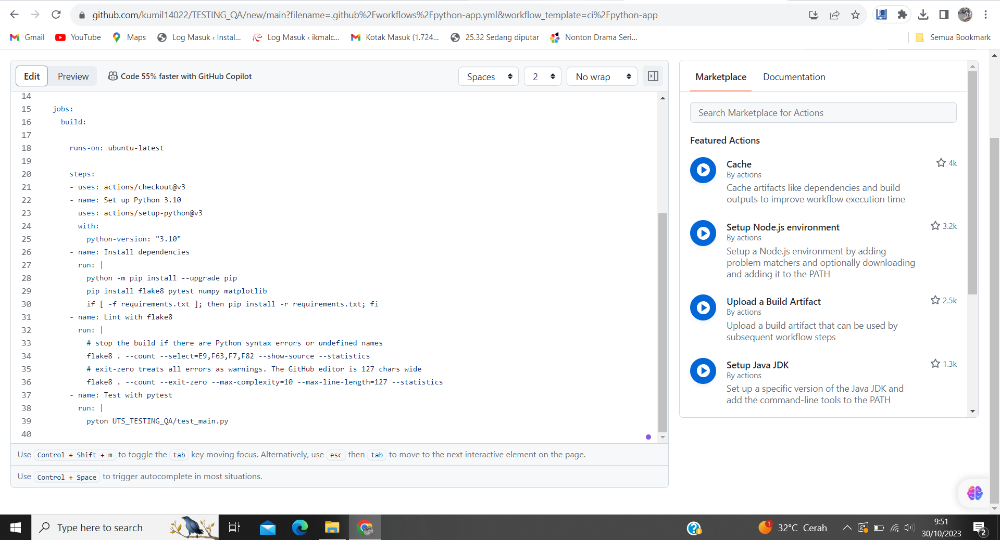 github.com/kumil14022/TESTING_QA/new/main?filename=.github%2Fworkflows%2Fpython-app.yml&workflow_template=ci%2Fpython-app
Gmail
YouTube
Maps
Log Masuk ‹ Instal...
Log Masuk ‹ ikmalc...
Kotak Masuk (1.724...
25.32 Sedang diputar
Nonton Drama Seri...
Semua Bookmark
Edit
Preview
Code 55% faster with GitHub Copilot
Spaces
2
No wrap
14
15 jobs:
16 build:
17
18 runs-on: ubuntu-latest
19
20 steps:
21 - uses: actions/checkout@v3
22 - name: Set up Python 3.10
23 uses: actions/setup-python@v3
24 with:
25 python-version: "3.10"
26 - name: Install dependencies
27 run: |
28 python -m pip install --upgrade pip
29 pip install flake8 pytest numpy matplotlib
30 if [ -f requirements.txt ]; then pip install -r requirements.txt; fi
31 - name: Lint with flake8
32 run: |
33 # stop the build if there are Python syntax errors or undefined names
34 flake8 . --count --select=E9,F63,F7,F82 --show-source --statistics
35 # exit-zero treats all errors as warnings. The GitHub editor is 127 chars wide
36 flake8 . --count --exit-zero --max-complexity=10 --max-line-length=127 --statistics
37 - name: Test with pytest
38 run: |
39 pyton UTS_TESTING_QA/test_main.py
40
Use Control + Shift + m to toggle the tab key moving focus. Alternatively, use esc then tab to move to the next interactive element on the page.
Use Control + Space to trigger autocomplete in most situations.
Marketplace
Documentation
Search Marketplace for Actions
Featured Actions
Cache
4k
By actions
Cache artifacts like dependencies and build
outputs to improve workflow execution time
Setup Node.js environment
3.2k
By actions
Setup a Node.js environment by adding
problem matchers and optionally downloading
and adding it to the PATH
Upload a Build Artifact
2.5k
By actions
Upload a build artifact that can be used by
subsequent workflow steps
Setup Java JDK
1.3k
By actions
Set up a specific version of the Java JDK and
add the command-line tools to the PATH
Type here to search
1
32°C Cerah
9:51
30/10/2023
2